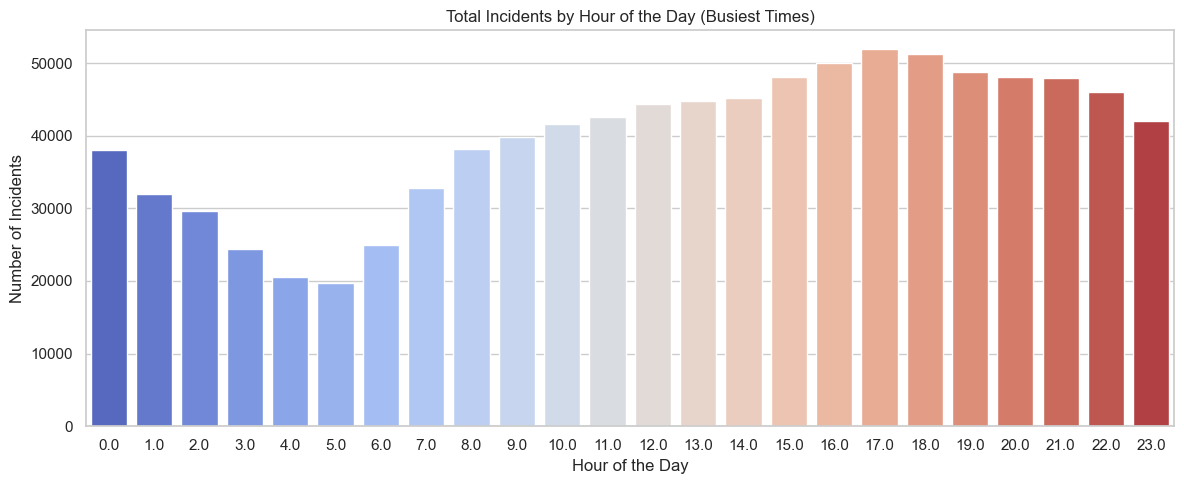 Total Incidents by Hour of the Day (Busiest Times)
Number of Incidents
50000
40000
30000
20000
10000
0
0.0 1.0 2.0 3.0 4.0 5.0 6.0 7.0 8.0 9.0 10.0 11.0 12.0 13.0 14.0 15.0 16.0 17.0 18.0 19.0 20.0 21.0 22.0 23.0
Hour of the Day